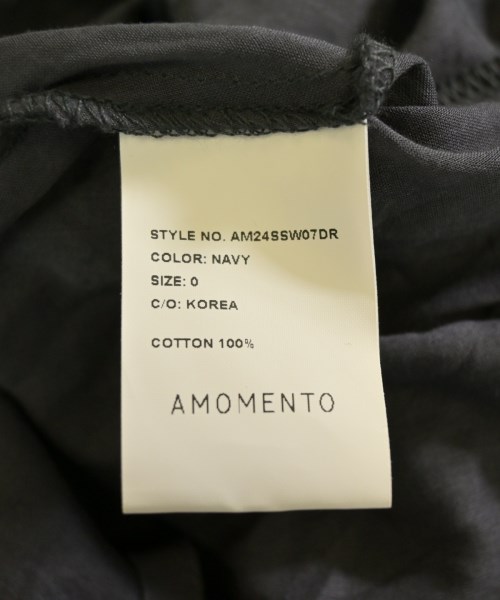 STYLE NO. AM24SSW07DR
COLOR: NAVY
SIZE: 0
C/O: KOREA
COTTON 100%
AMOMENTO